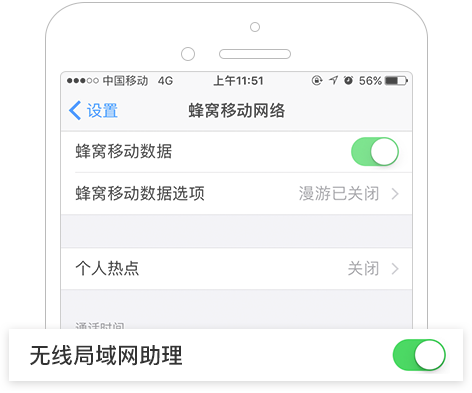 中国移动 4G 上午11:51 56%
设置 蜂窝移动网络
蜂窝移动数据
蜂窝移动数据选项 漫游已关闭
个人热点 关闭
通话时间
无线局域网助理